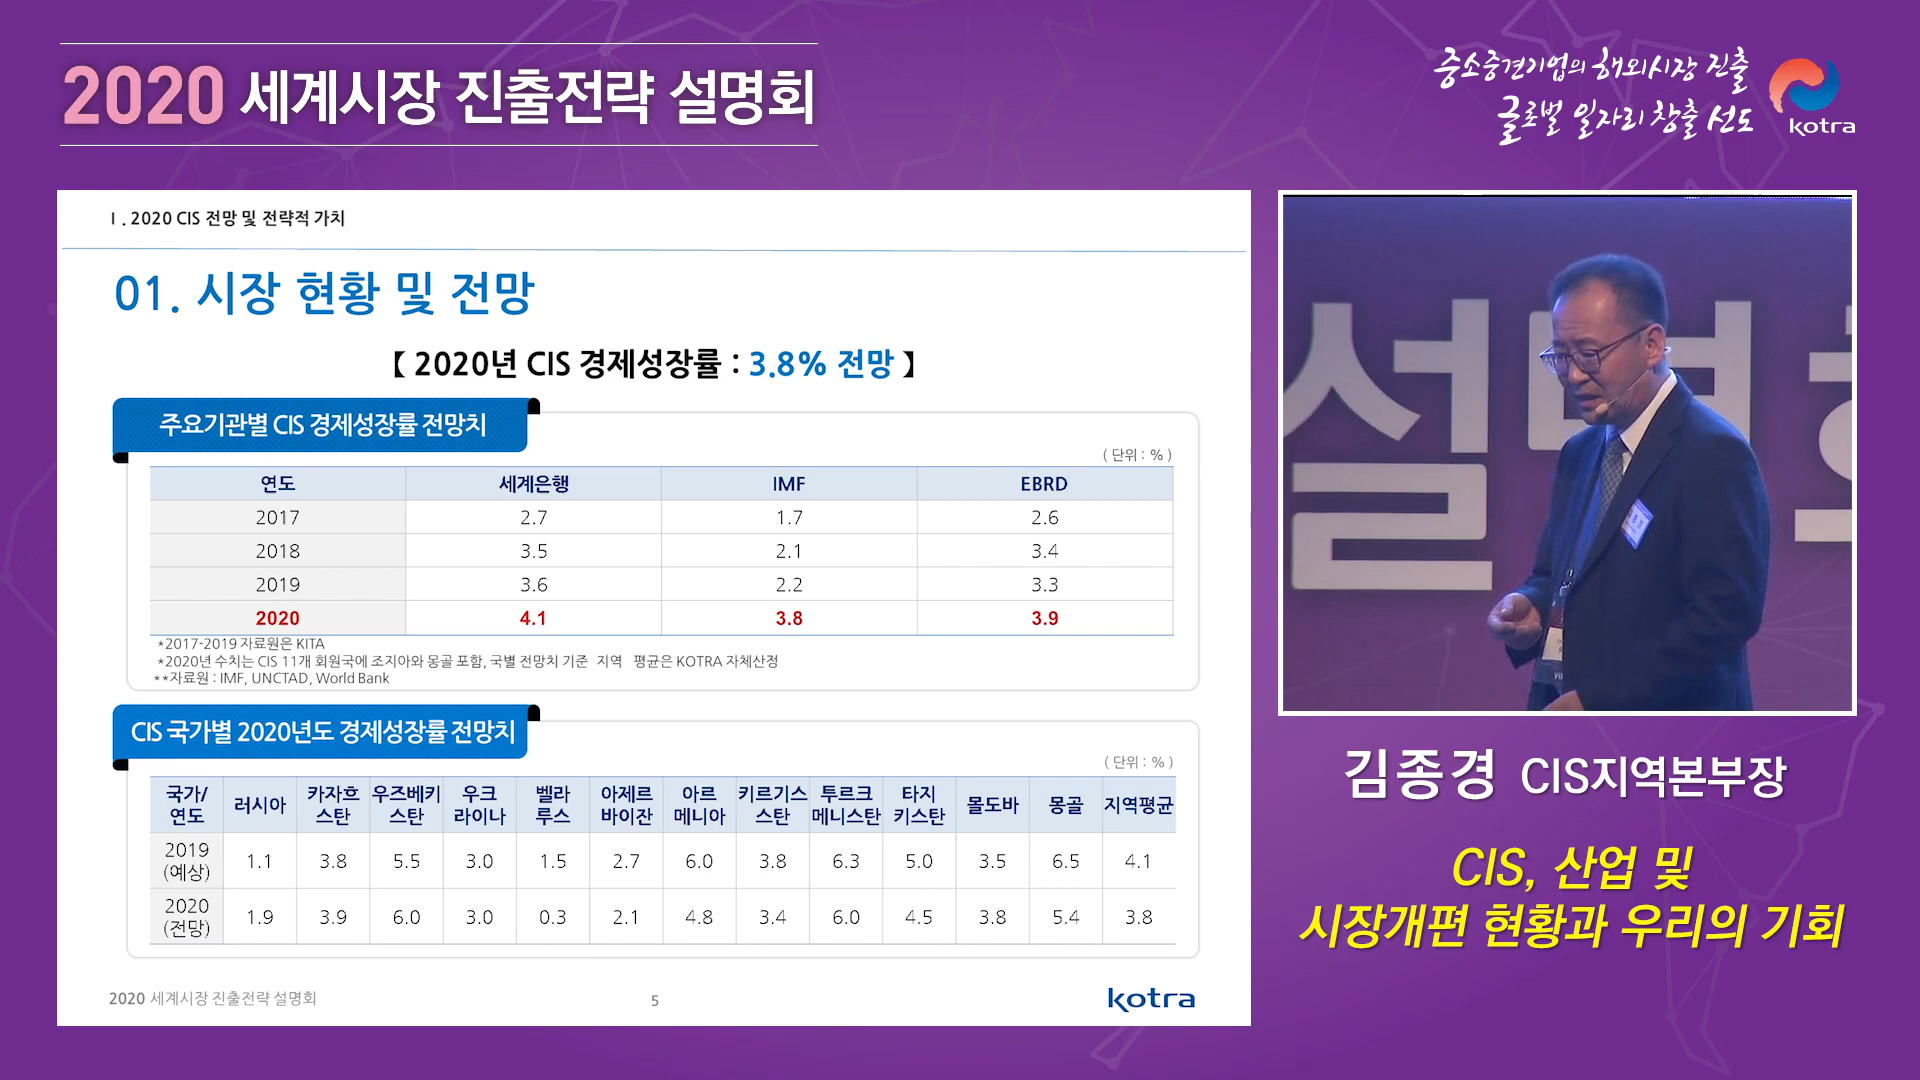 2020 세계시장 진출전략 설명회
중소중견기업의 해외시장 진출
글로벌 일자리 창출 선도
kotra
Ⅰ. 2020 CIS 전망 및 전략적 가치
01. 시장 현황 및 전망
【 2020년 CIS 경제성장률 : 3.8% 전망 】
주요기관별 CIS 경제성장률 전망치
( 단위 : % )
연도 세계은행 IMF EBRD
2017 2.7 1.7 2.6
2018 3.5 2.1 3.4
2019 3.6 2.2 3.3
2020 4.1 3.8 3.9
*2017-2019 자료원은 KITA
*2020년 수치는 CIS 11개 회원국에 조지아와 몽골 포함, 국별 전망치 기준 지역 평균은 KOTRA 자체산정
**자료원 : IMF, UNCTAD, World Bank
CIS 국가별 2020년도 경제성장률 전망치
( 단위 : % )
국가/연도 러시아 카자흐스탄 우즈베키스탄 우크라이나 벨라루스 아제르바이잔 아르메니아 키르기스스탄 투르크메니스탄 타지키스탄 몰도바 몽골 지역평균
2019 (예상) 1.1 3.8 5.5 3.0 1.5 2.7 6.0 3.8 6.3 5.0 3.5 6.5 4.1
2020 (전망) 1.9 3.9 6.0 3.0 0.3 2.1 4.8 3.4 6.0 4.5 3.8 5.4 3.8
2020 세계시장 진출전략 설명회
5
kotra
설명회
김종경 CIS지역본부장
CIS, 산업 및
시장개편 현황과 우리의 기회